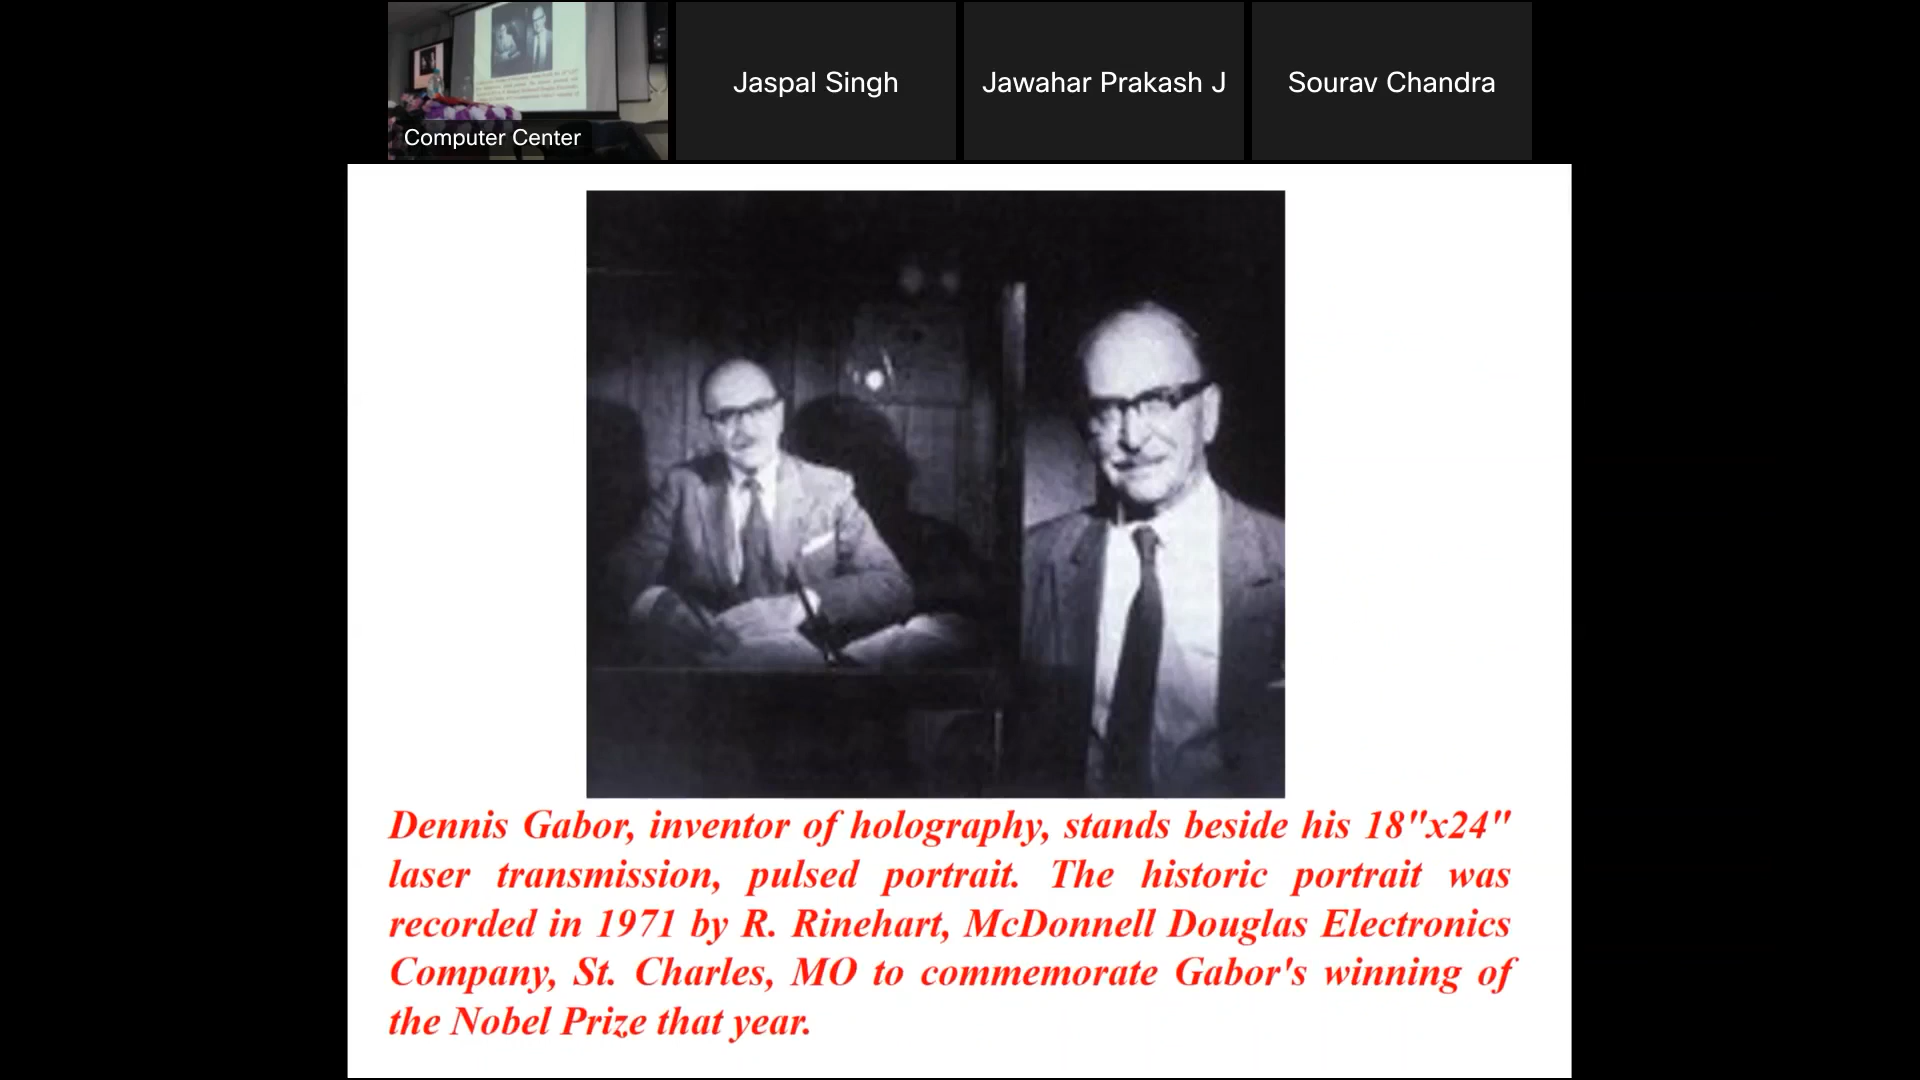 Computer Center
Jaspal Singh
Jawahar Prakash J
Sourav Chandra
Dennis Gabor, inventor of holography, stands beside his 18"x24"
laser transmission, pulsed portrait. The historic portrait was
recorded in 1971 by R. Rinehart, McDonnell Douglas Electronics
Company, St. Charles, MO to commemorate Gabor's winning of
the Nobel Prize that year.